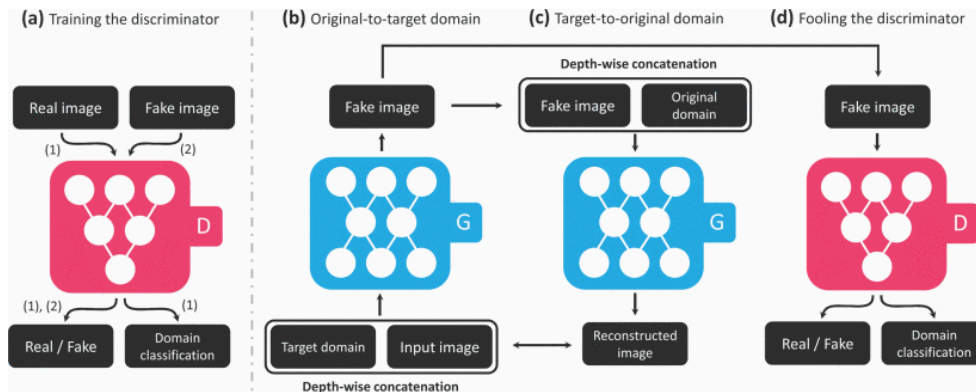 (a) Training the discriminator
(b) Original-to-target domain
(c) Target-to-original domain
(d) Fooling the discriminator
Real image
Fake image
(1)
(2)
D
(1), (2)
(1)
Real / Fake
Domain
classification
Fake image
G
Target domain
Input image
Depth-wise concatenation
Depth-wise concatenation
Fake image
Original
domain
G
Reconstructed
image
Fake image
D
Real / Fake
Domain
classification